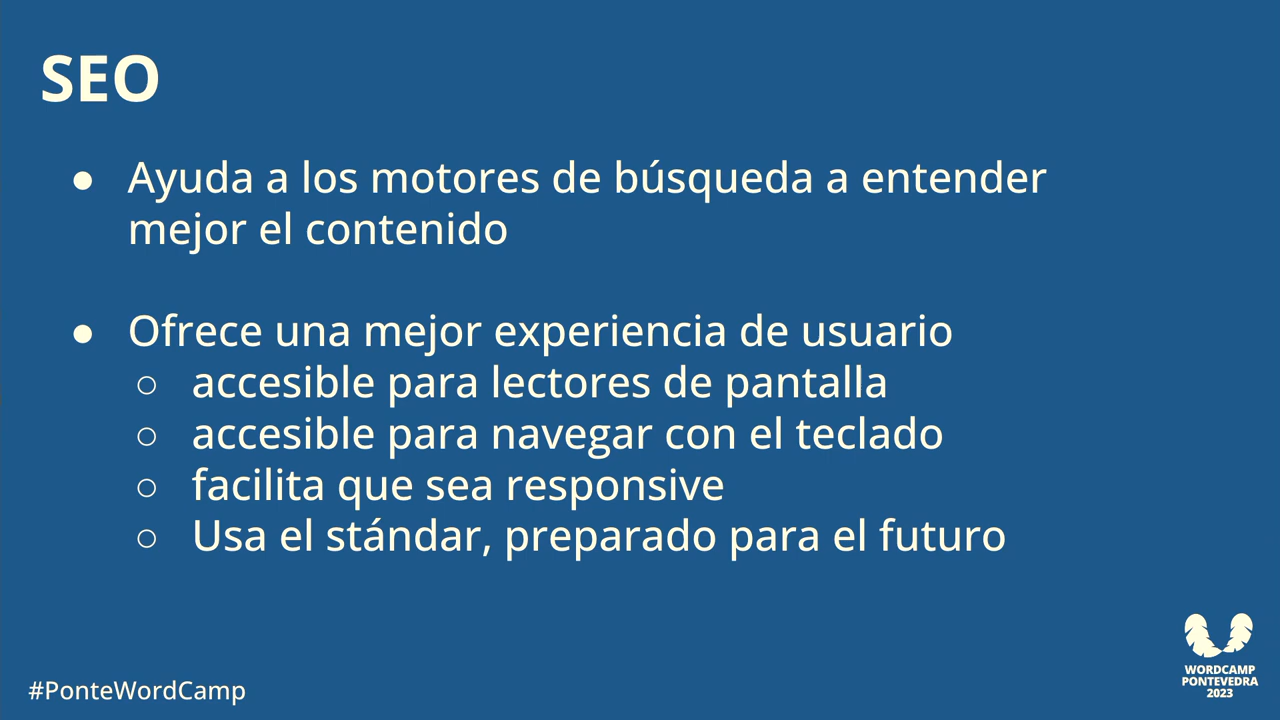 SEO
● Ayuda a los motores de búsqueda a entender
mejor el contenido
● Ofrece una mejor experiencia de usuario
○ accesible para lectores de pantalla
○ accesible para navegar con el teclado
○ facilita que sea responsive
○ Usa el stándar, preparado para el futuro
#PonteWordCamp
WORDCAMP
PONTEVEDRA
2023